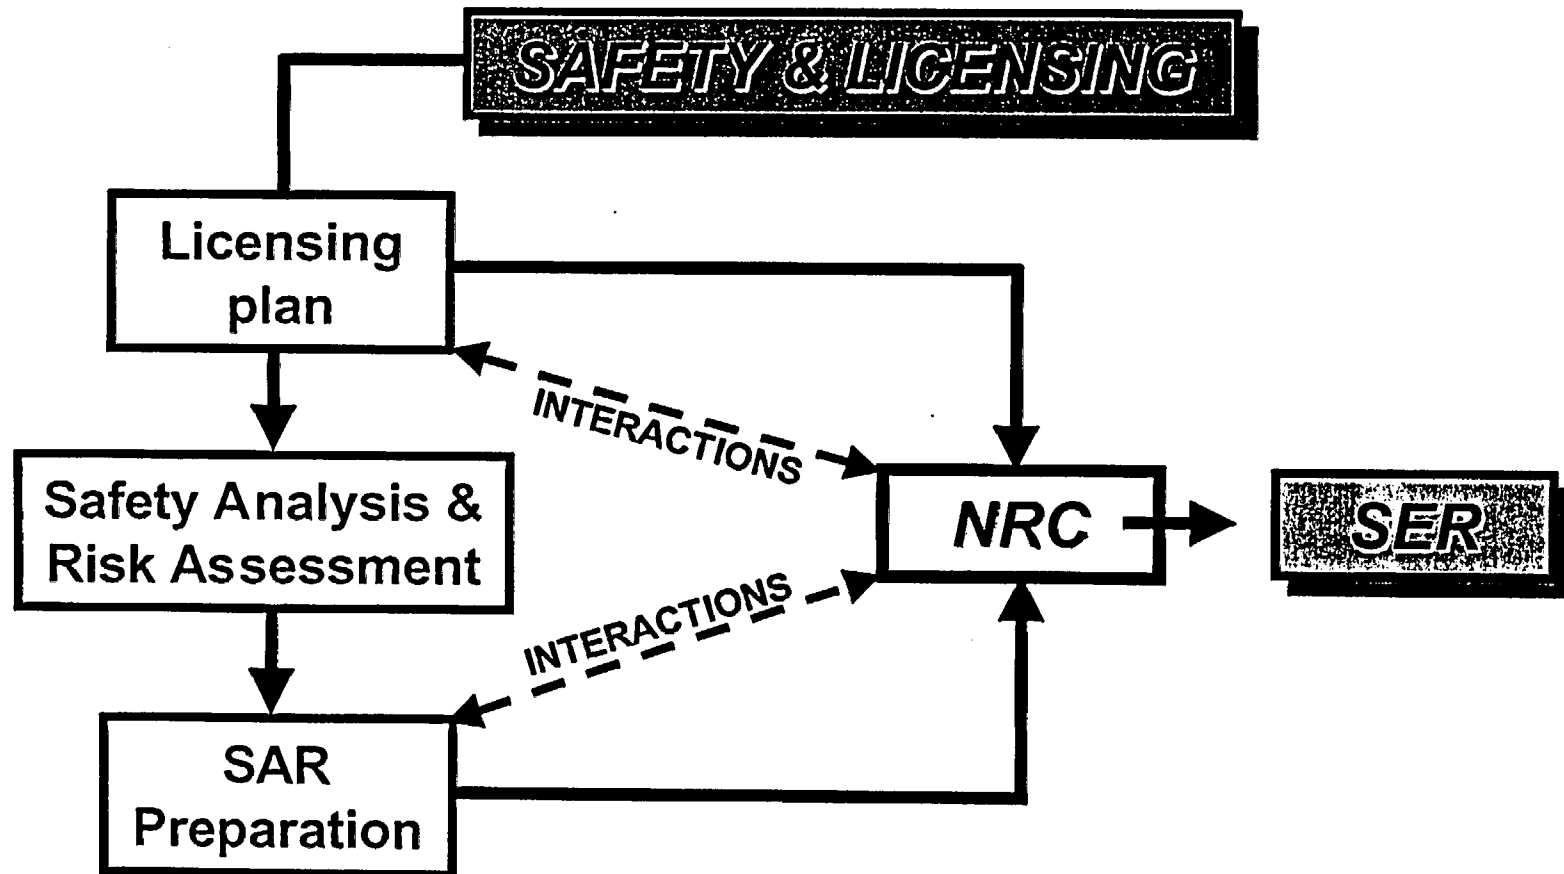 SAFETY & LICENSING
Licensing
plan
INTERACTIONS
Safety Analysis &
Risk Assessment
NRC
SER
INTERACTIONS
SAR
Preparation